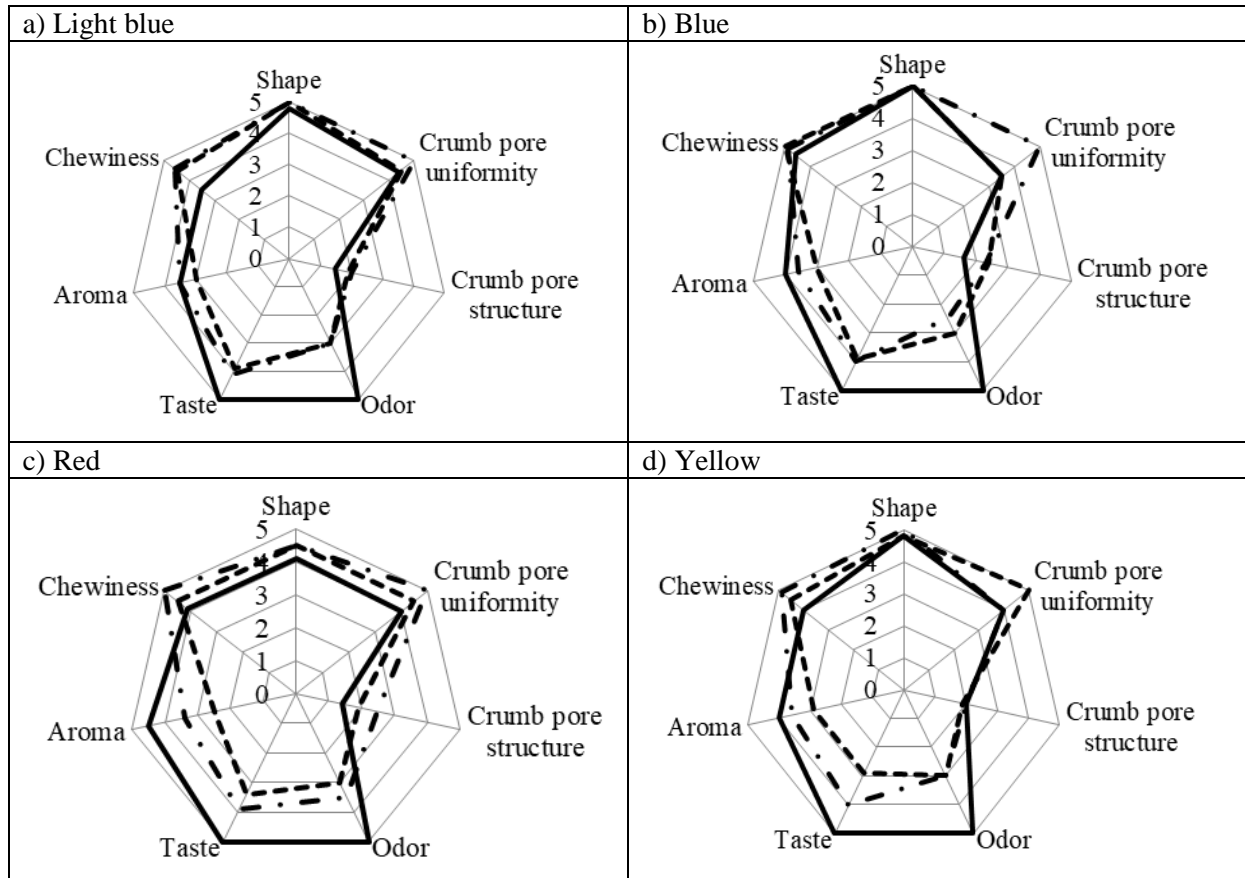 a) Light blue
Shape
5
4
3
2
1
0
Crumb pore
uniformity
Crumb pore
structure
Odor
Taste
Aroma
Chewiness
b) Blue
Shape
5
4
3
2
1
0
Crumb pore
uniformity
Crumb pore
structure
Odor
Taste
Aroma
Chewiness
c) Red
Shape
5
4
3
2
1
0
Crumb pore
uniformity
Crumb pore
structure
Odor
Taste
Aroma
Chewiness
d) Yellow
Shape
5
4
3
2
1
0
Crumb pore
uniformity
Crumb pore
structure
Odor
Taste
Aroma
Chewiness